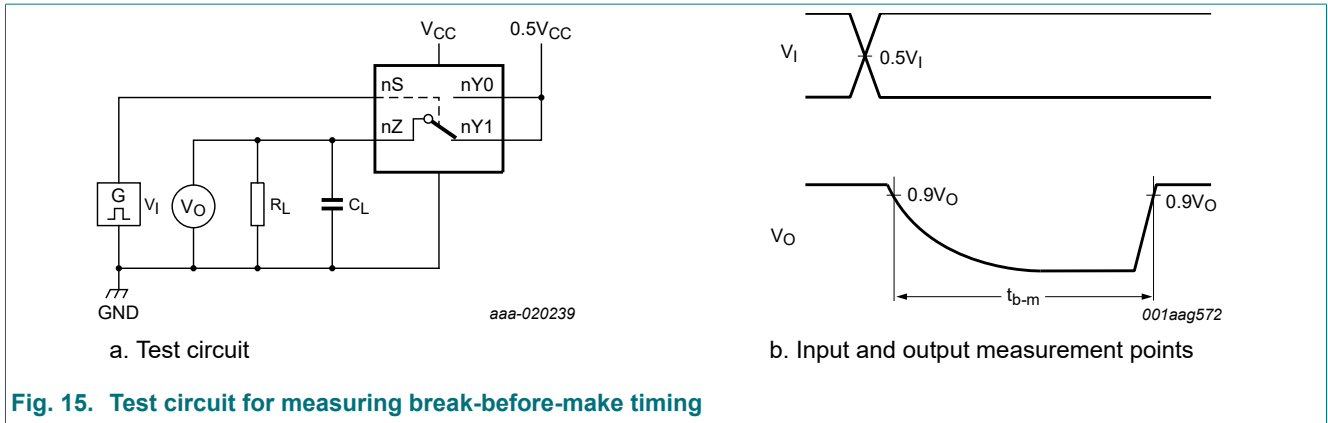 VCC 0.5VCC
nS nY0
nZ nY1
G
VI
VO
RL
CL
GND
aaa-020239
a. Test circuit
VI
0.5VI
VO
0.9VO
0.9VO
tb-m
001aag572
b. Input and output measurement points
Fig. 15. Test circuit for measuring break-before-make timing